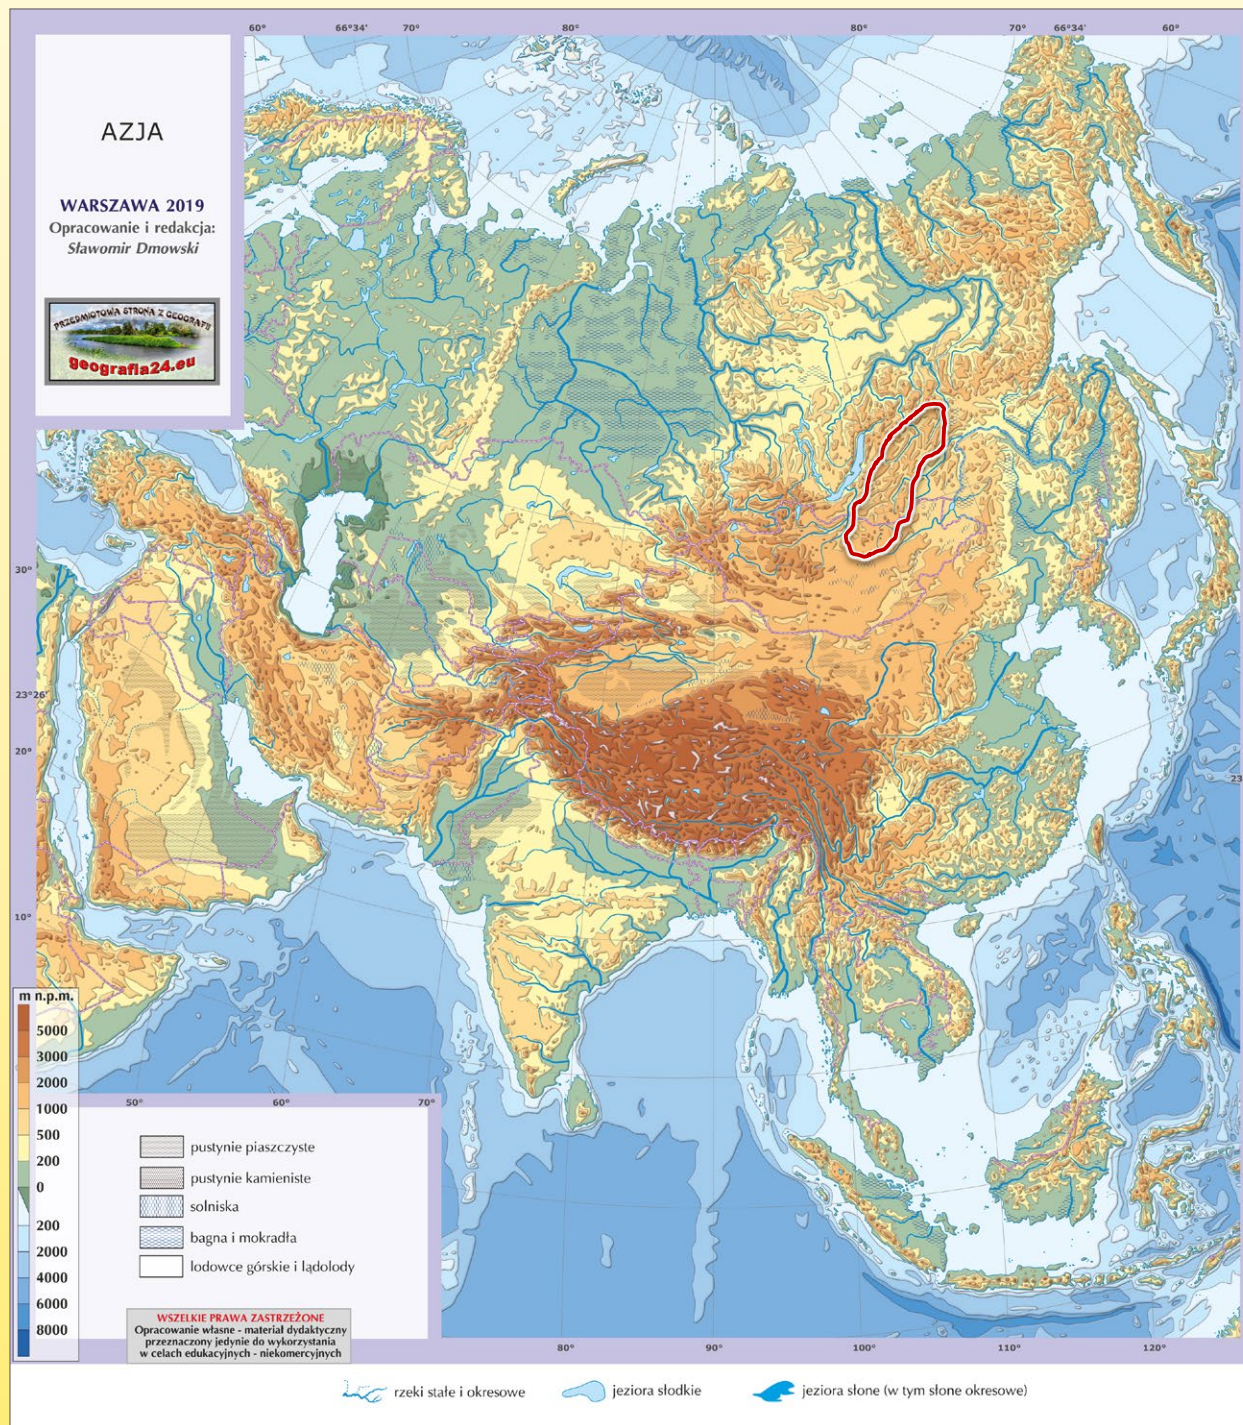 60° 66°34' 70° 80° 80° 70° 66°34' 60°
AZJA
WARSZAWA 2019
Opracowanie i redakcja:
Sławomir Dmowski
PRZEDMIOTOWA STRONA Z GEOGRAFII
geografia24.eu
30°
23°26'
20°
23
10°
m n.p.m.
5000
3000
2000
1000
500
200
0
200
2000
4000
6000
8000
50° 60° 70°
pustynie piaszczyste
pustynie kamieniste
solniska
bagna i mokradła
lodowce górskie i lądolody
WSZELKIE PRAWA ZASTRZEŻONE
Opracowanie własne - materiał dydaktyczny
przeznaczony jedynie do wykorzystania
w celach edukacyjnych - niekomercyjnych
80° 90° 100° 110° 120°
rzeki stałe i okresowe
jeziora słodkie
jeziora słone (w tym słone okresowe)